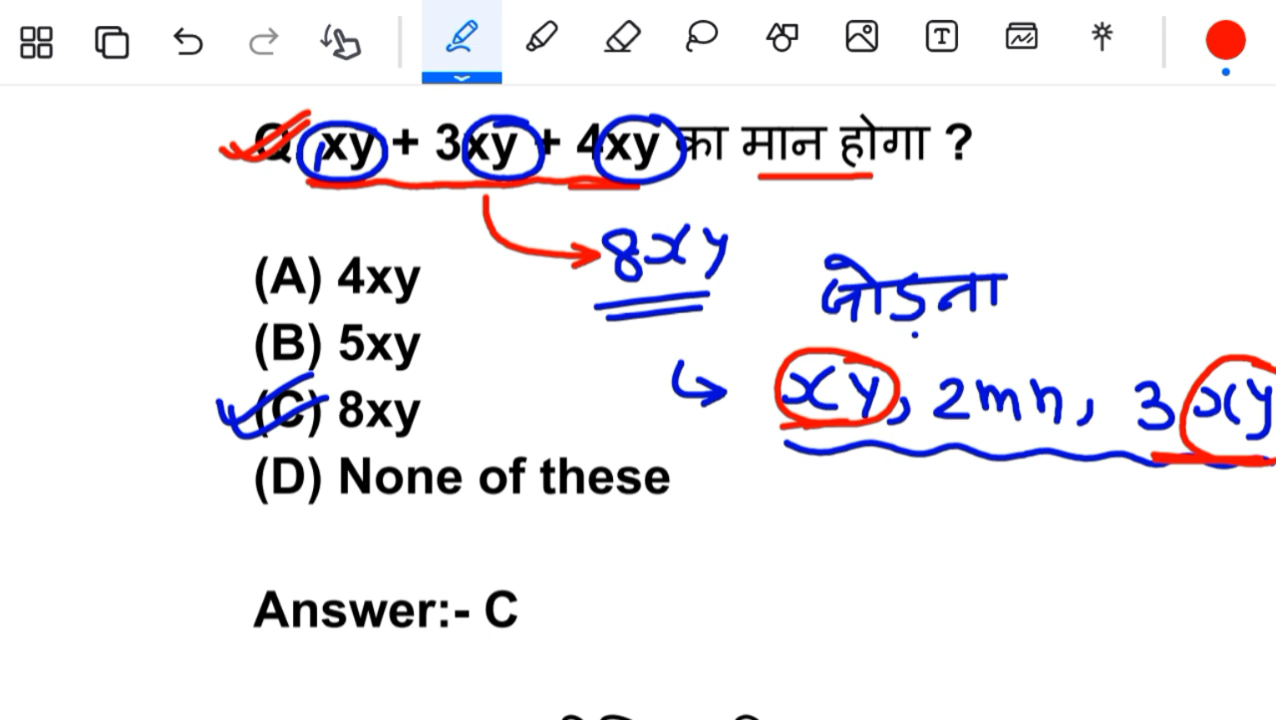 Q. xy + 3xy + 4xy का मान होगा ?
8xy
(A) 4xy
जोड़ना
(B) 5xy
xy, 2mn, 3xy
(C) 8xy
(D) None of these
Answer:- C